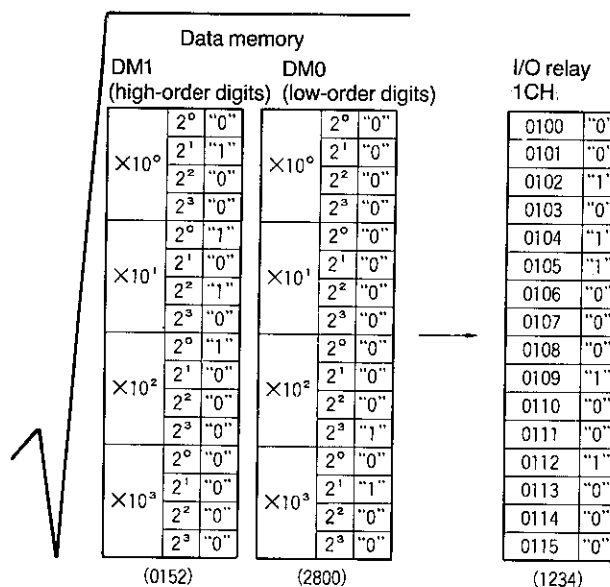 Data memory
DM1 DM0 I/O relay
(high-order digits) (low-order digits) 1CH.
×10⁰ 2⁰ "0" 2⁰ "0" 0100 "0"
2¹ "1" 2¹ "0" 0101 "0"
2² "0" 2² "0" 0102 "1"
2³ "0" 2³ "0" 0103 "0"
×10¹ 2⁰ "1" ×10¹ 2⁰ "0" 0104 "1"
2¹ "0" 2¹ "0" 0105 "1"
2² "1" 2² "0" 0106 "0"
2³ "0" 2³ "0" 0107 "0"
×10² 2⁰ "1" ×10² 2⁰ "0" 0108 "0"
2¹ "0" 2¹ "0" 0109 "1"
2² "0" 2² "0" 0110 "0"
2³ "0" 2³ "1" 0111 "0"
×10³ 2⁰ "0" ×10³ 2⁰ "0" 0112 "1"
2¹ "0" 2¹ "1" 0113 "0"
2² "0" 2² "0" 0114 "0"
2³ "0" 2³ "0" 0115 "0"
(0152) (2800) (1234)